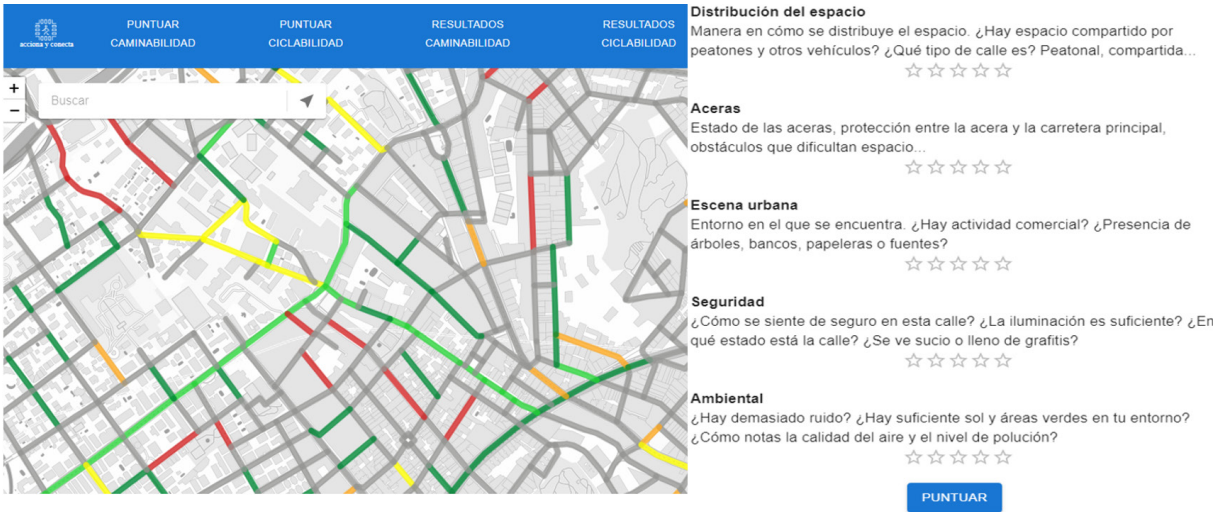 acciona y conecta
PUNTUAR
CAMINABILIDAD
PUNTUAR
CICLABILIDAD
RESULTADOS
CAMINABILIDAD
RESULTADOS
CICLABILIDAD
+
−
Buscar
Distribución del espacio
Manera en cómo se distribuye el espacio. ¿Hay espacio compartido por
peatones y otros vehículos? ¿Qué tipo de calle es? Peatonal, compartida...
Aceras
Estado de las aceras, protección entre la acera y la carretera principal,
obstáculos que dificultan espacio...
Escena urbana
Entorno en el que se encuentra. ¿Hay actividad comercial? ¿Presencia de
árboles, bancos, papeleras o fuentes?
Seguridad
¿Cómo se siente de seguro en esta calle? ¿La iluminación es suficiente? ¿En
qué estado está la calle? ¿Se ve sucio o lleno de grafitis?
Ambiental
¿Hay demasiado ruido? ¿Hay suficiente sol y áreas verdes en tu entorno?
¿Cómo notas la calidad del aire y el nivel de polución?
PUNTUAR